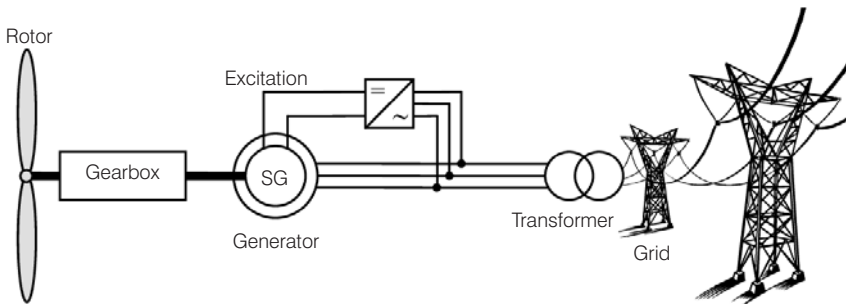 Rotor
Excitation
=
~
Gearbox
SG
Generator
Transformer
Grid